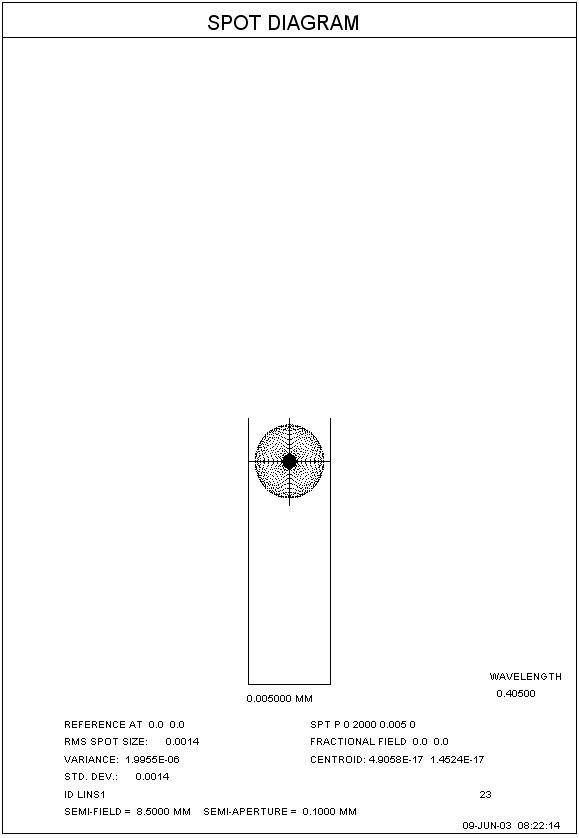 SPOT DIAGRAM
WAVELENGTH
0.40500
0.005000 MM
REFERENCE AT 0.0 0.0
SPT P 0 2000 0.005 0
RMS SPOT SIZE: 0.0014
FRACTIONAL FIELD 0.0 0.0
VARIANCE: 1.9955E-06
CENTROID: 4.9058E-17 1.4524E-17
STD. DEV.: 0.0014
ID LINS1
23
SEMI-FIELD = 8.5000 MM SEMI-APERTURE = 0.1000 MM
09-JUN-03 08:22:14